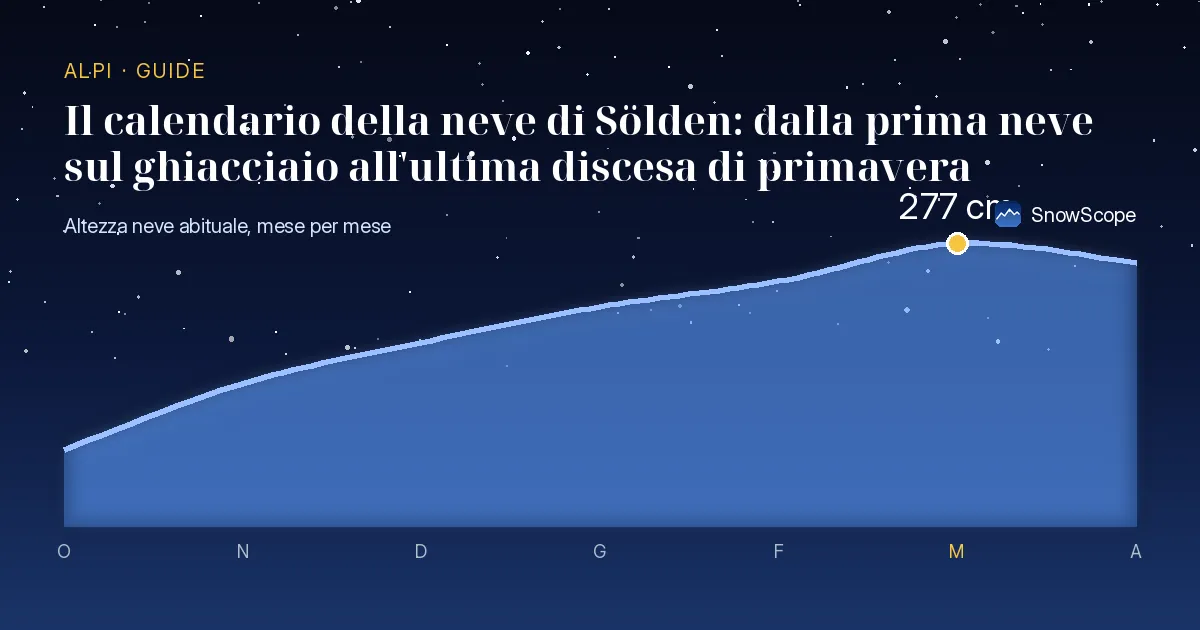 ALPI · GUIDE
Il calendario della neve di Sölden: dalla prima neve
sul ghiacciaio all'ultima discesa di primavera
Altezza neve abituale, mese per mese
277 cm
SnowScope
O N D G F M A